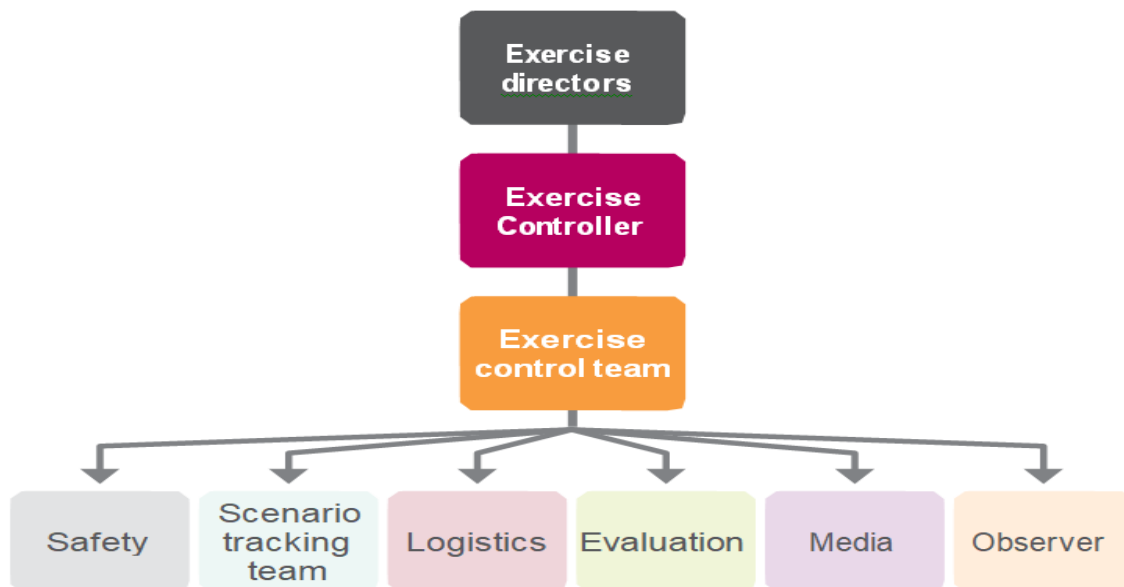 Exercise
directors
Exercise
Controller
Exercise
control team
Safety
Scenario
tracking
team
Logistics
Evaluation
Media
Observer